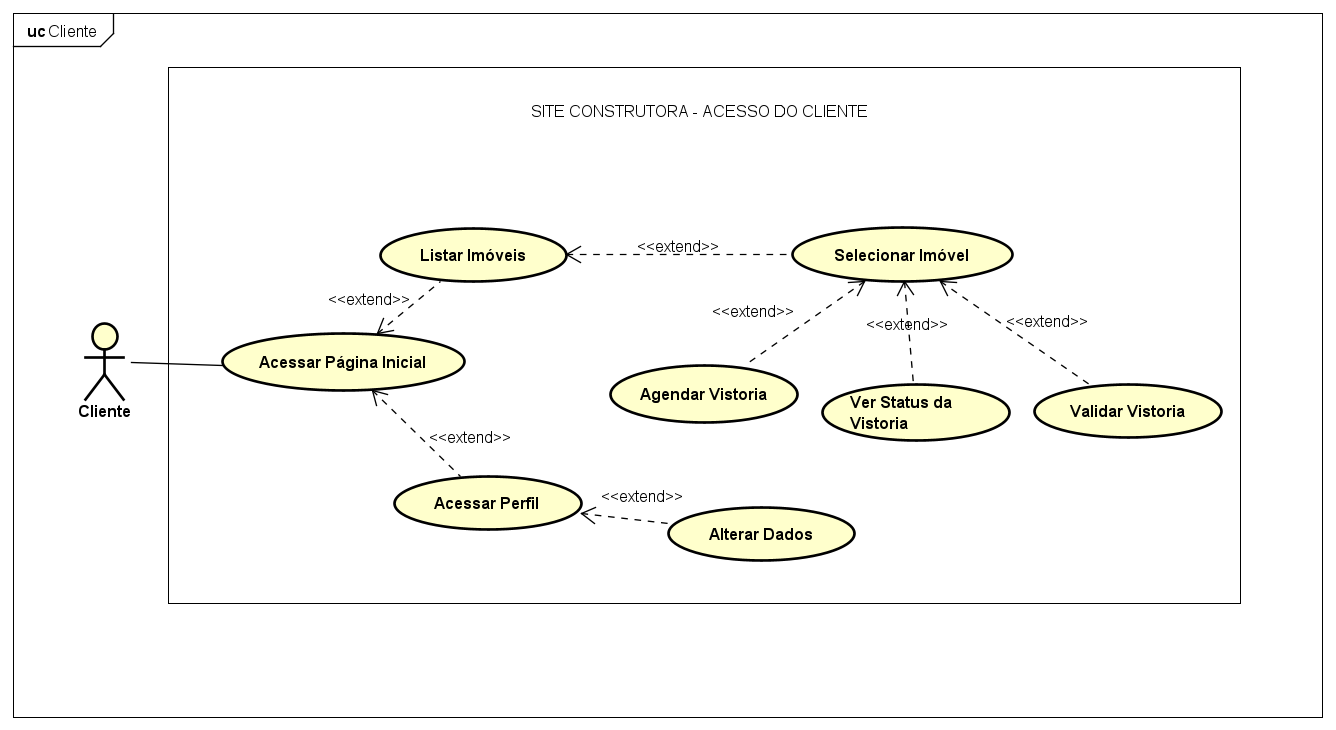 uc Cliente
SITE CONSTRUTORA - ACESSO DO CLIENTE
<<extend>>
Listar Imóveis
Selecionar Imóvel
<<extend>>
<<extend>>
<<extend>>
<<extend>>
Acessar Página Inicial
Agendar Vistoria
Ver Status da
Vistoria
Validar Vistoria
Cliente
<<extend>>
Acessar Perfil
<<extend>>
Alterar Dados